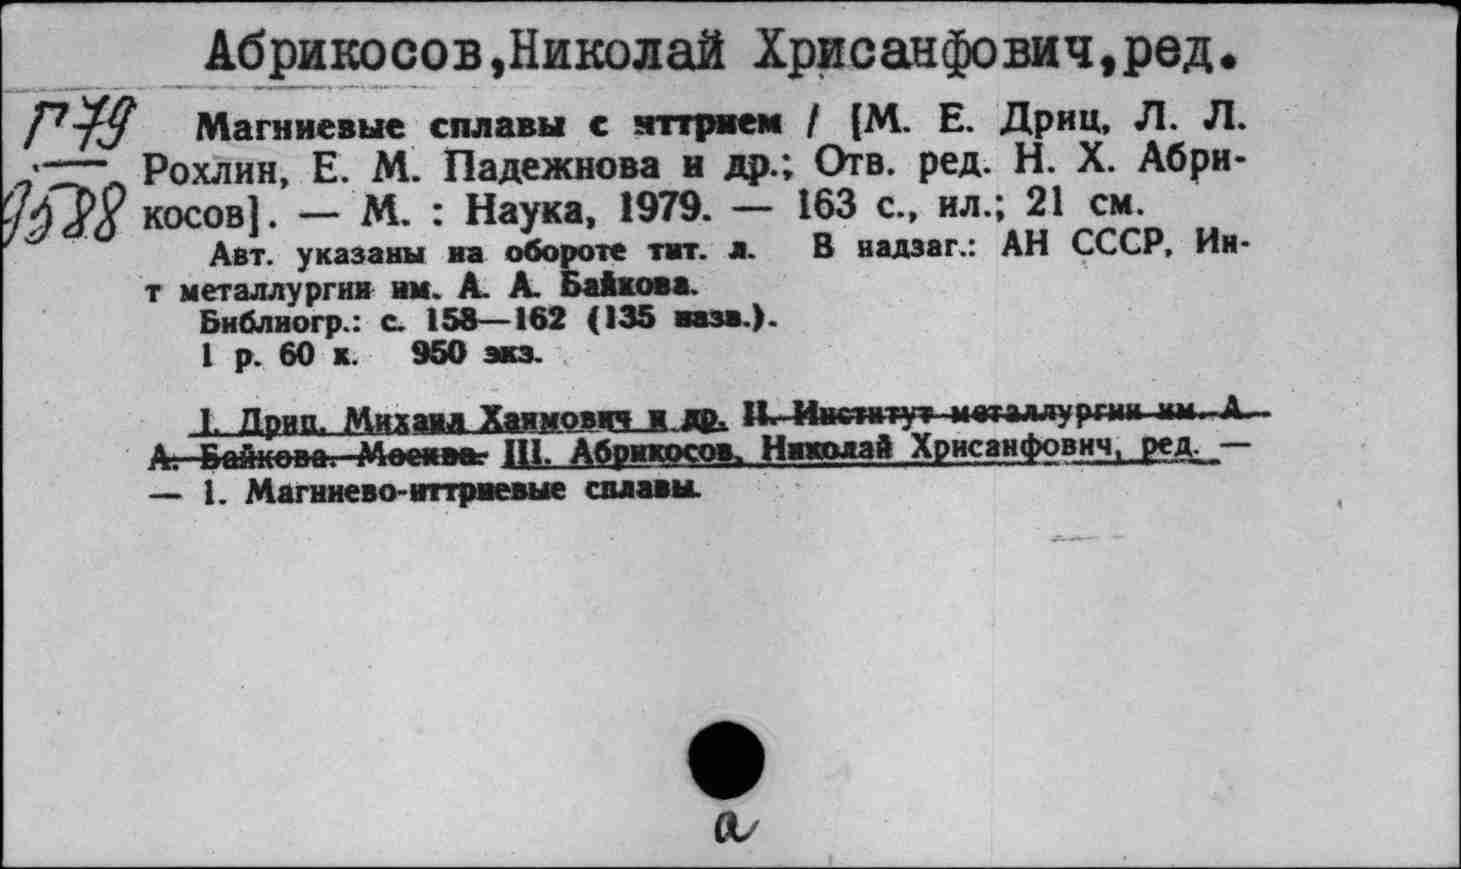 Абрикосов,Николай Хрисанфович,ред.
Г79
9588
Магниевые сплавы с иттрием / [М. Е. Дриц, Л. Л.
Рохлин, Е. М. Падежнова и др.; Отв. ред. Н. Х. Абри-
косов]. — М. : Наука, 1979. — 163 с., ил.; 21 см.
Авт. указаны на обороте тит. л. В надзаг.: АН СССР, Ин-
т металлургии им. А. А. Байкова.
Библиогр.: с. 158—162 (135 назв.).
1 р. 60 к. 950 экз.
I. Дриц, Михаил Хаимович и др. II. Институт металлургии им. А.
А. Байкова. Москва. III. Абрикосов, Николай Хрисанфович, ред. —
— 1. Магниево-иттриевые сплавы.
а